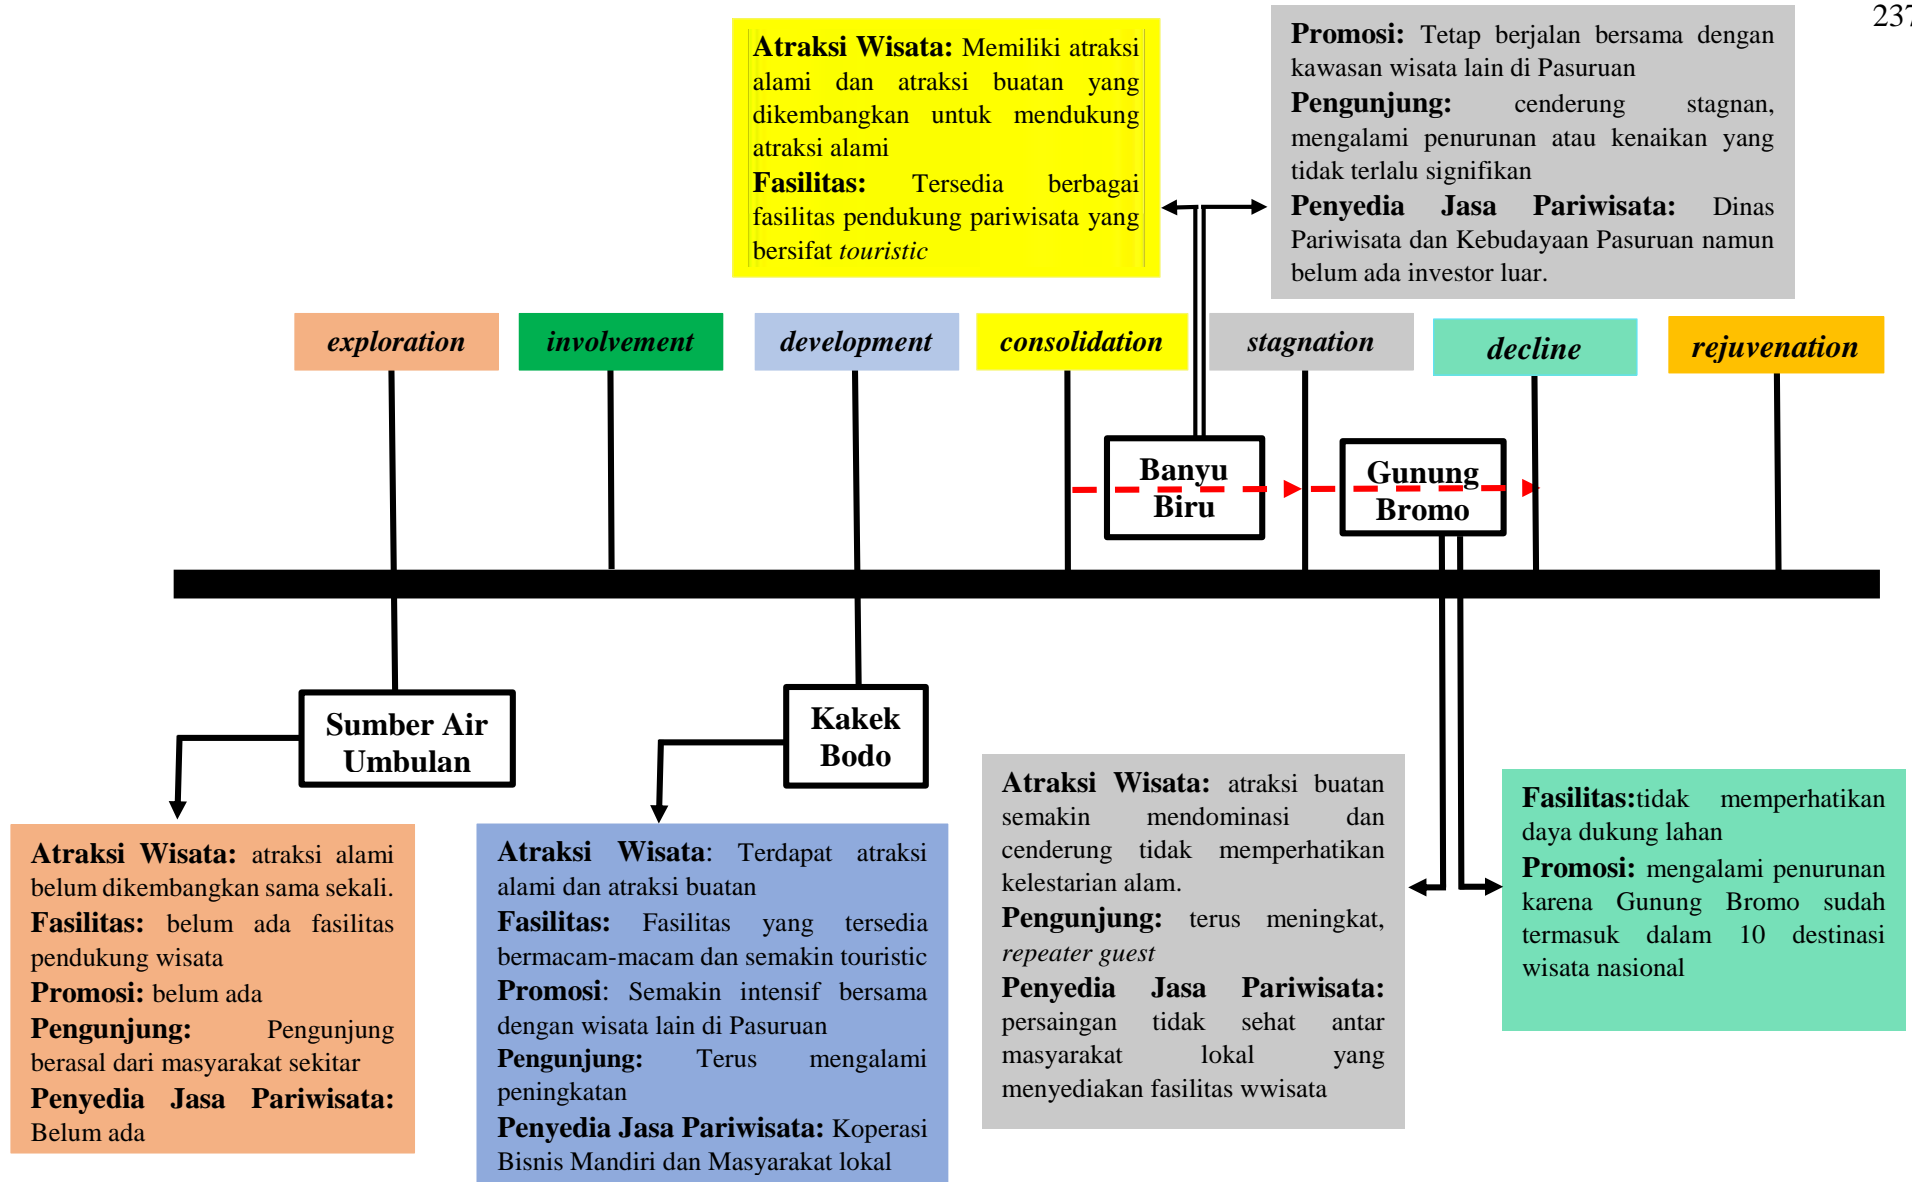 237
Atraksi Wisata: Memiliki atraksi
alami dan atraksi buatan yang
dikembangkan untuk mendukung
atraksi alami
Fasilitas: Tersedia berbagai
fasilitas pendukung pariwisata yang
bersifat touristic
Promosi: Tetap berjalan bersama dengan
kawasan wisata lain di Pasuruan
Pengunjung: cenderung stagnan,
mengalami penurunan atau kenaikan yang
tidak terlalu signifikan
Penyedia Jasa Pariwisata: Dinas
Pariwisata dan Kebudayaan Pasuruan namun
belum ada investor luar.
exploration
involvement
development
consolidation
stagnation
decline
rejuvenation
Banyu
Biru
Gunung
Bromo
Sumber Air
Umbulan
Kakek
Bodo
Atraksi Wisata: atraksi alami
belum dikembangkan sama sekali.
Fasilitas: belum ada fasilitas
pendukung wisata
Promosi: belum ada
Pengunjung: Pengunjung
berasal dari masyarakat sekitar
Penyedia Jasa Pariwisata:
Belum ada
Atraksi Wisata: Terdapat atraksi
alami dan atraksi buatan
Fasilitas: Fasilitas yang tersedia
bermacam-macam dan semakin touristic
Promosi: Semakin intensif bersama
dengan wisata lain di Pasuruan
Pengunjung: Terus mengalami
peningkatan
Penyedia Jasa Pariwisata: Koperasi
Bisnis Mandiri dan Masyarakat lokal
Atraksi Wisata: atraksi buatan
semakin mendominasi dan
cenderung tidak memperhatikan
kelestarian alam.
Pengunjung: terus meningkat,
repeater guest
Penyedia Jasa Pariwisata:
persaingan tidak sehat antar
masyarakat lokal yang
menyediakan fasilitas wwisata
Fasilitas:tidak memperhatikan
daya dukung lahan
Promosi: mengalami penurunan
karena Gunung Bromo sudah
termasuk dalam 10 destinasi
wisata nasional